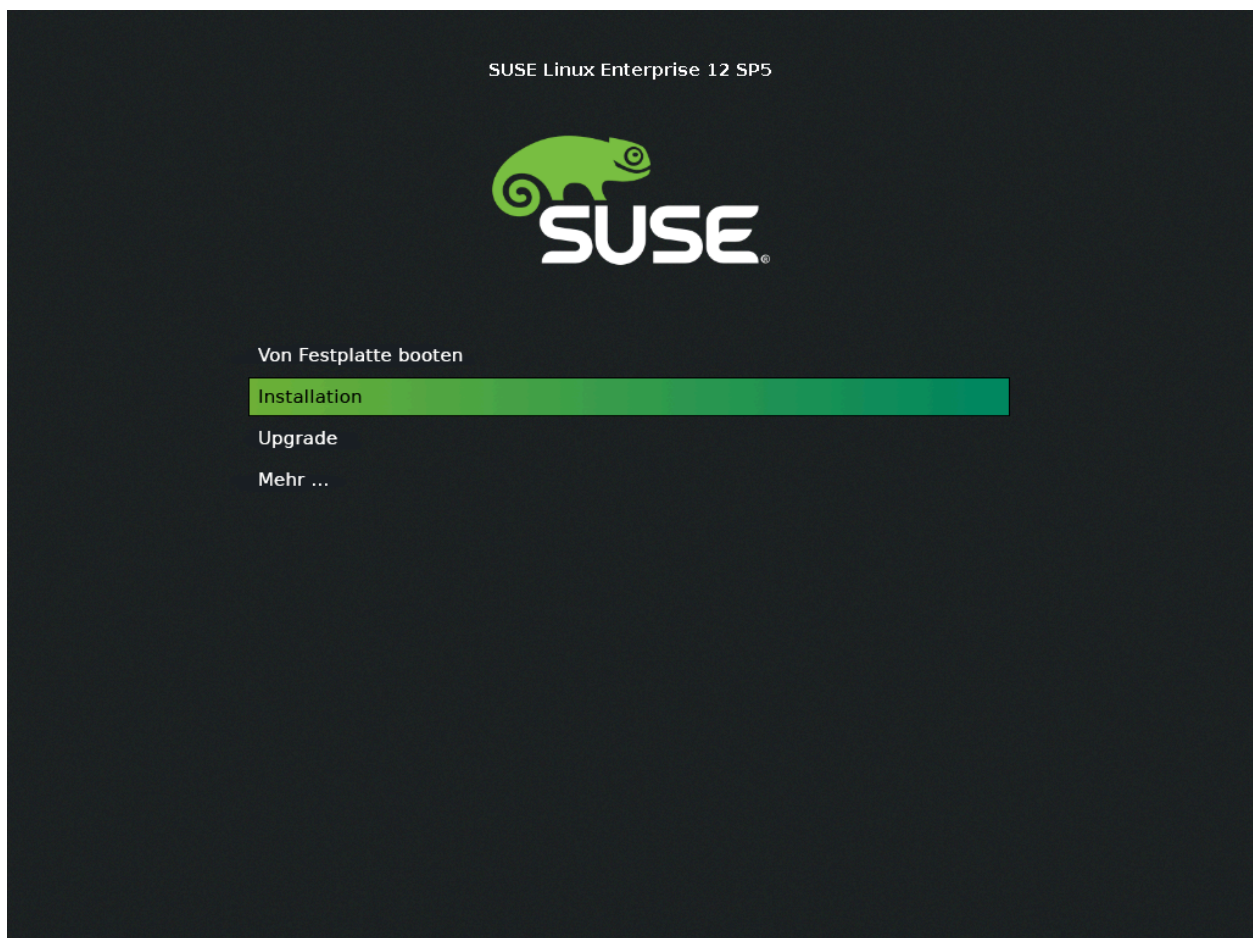 SUSE Linux Enterprise 12 SP5
SUSE®
Von Festplatte booten
Installation
Upgrade
Mehr ...